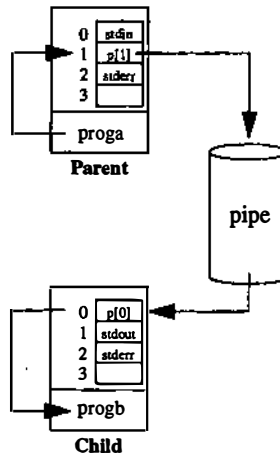 0 stdin
1 p[1]
2 stderr
3
proga
Parent
pipe
0 p[0]
1 stdout
2 stderr
3
progb
Child